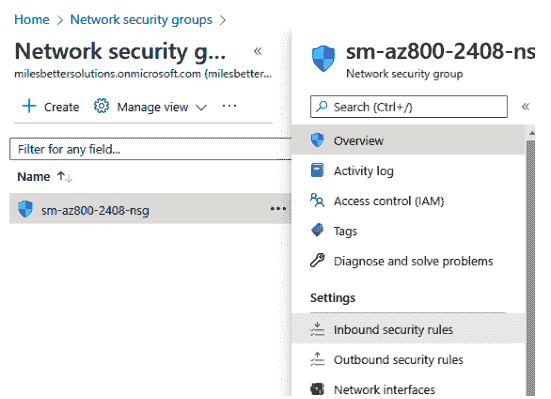 Home > Network security groups >
Network security g... «
milesbettersolutions.onmicrosoft.com (milesbetter...
+ Create Manage view ...
Filter for any field...
Name ↑↓
sm-az800-2408-nsg ...
sm-az800-2408-ns
Network security group
Search (Ctrl+/) «
Overview
Activity log
Access control (IAM)
Tags
Diagnose and solve problems
Settings
Inbound security rules
Outbound security rules
Network interfaces